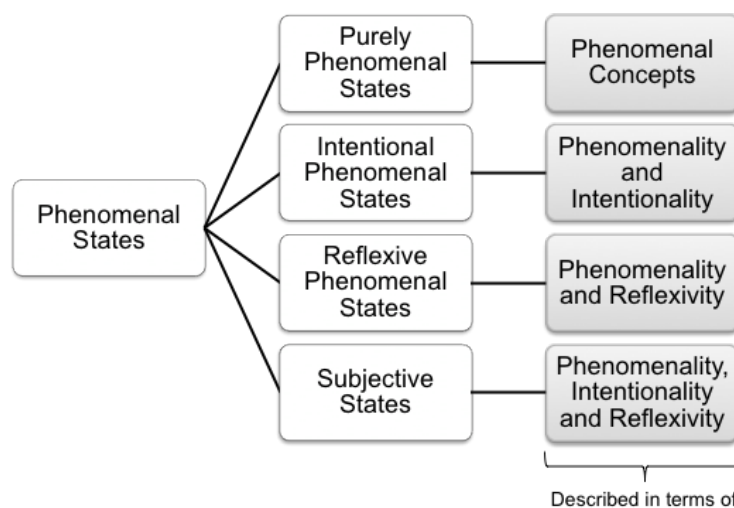 Purely
Phenomenal
States
Phenomenal
Concepts
Intentional
Phenomenal
States
Phenomenality
and
Intentionality
Phenomenal
States
Reflexive
Phenomenal
States
Phenomenality
and Reflexivity
Subjective
States
Phenomenality,
Intentionality
and Reflexivity
Described in terms of